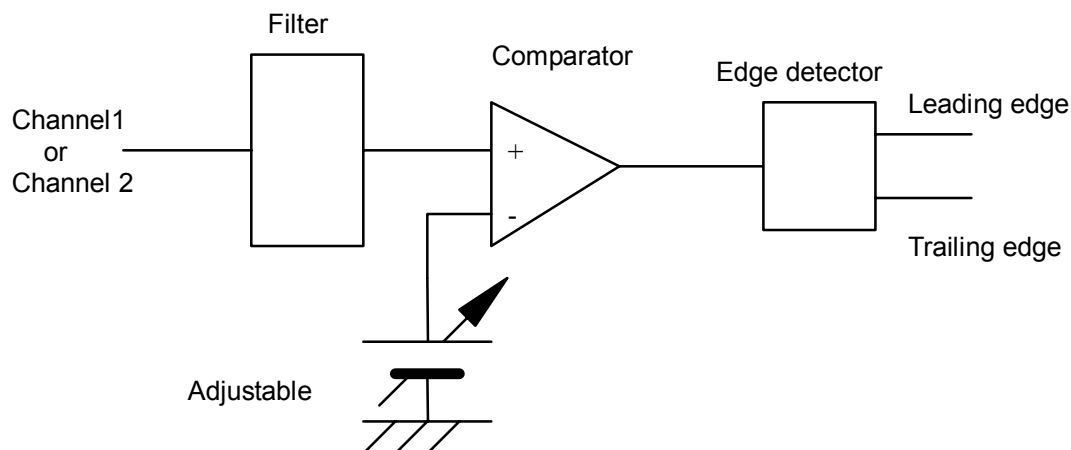 Filter
Comparator
Edge detector
Leading edge
Channel1
or
Channel 2
+
-
Trailing edge
Adjustable